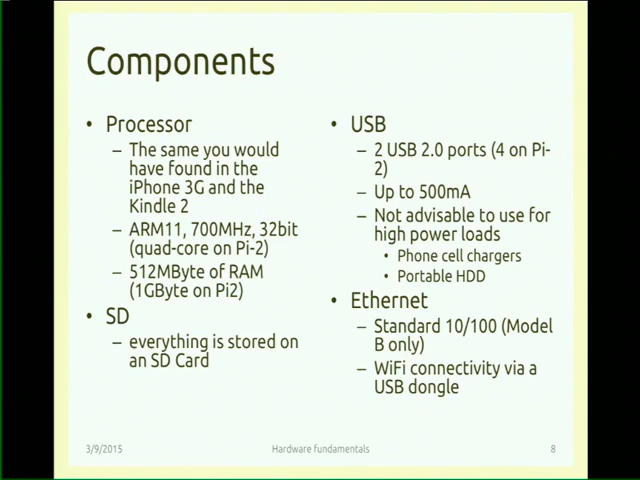 Components
• Processor
– The same you would
have found in the
iPhone 3G and the
Kindle 2
– ARM11, 700MHz, 32bit
(quad-core on Pi-2)
– 512MByte of RAM
(1GByte on Pi2)
• SD
– everything is stored on
an SD Card
• USB
– 2 USB 2.0 ports (4 on Pi-
2)
– Up to 500mA
– Not advisable to use for
high power loads
• Phone cell chargers
• Portable HDD
• Ethernet
– Standard 10/100 (Model
B only)
– WiFi connectivity via a
USB dongle
3/9/2015
Hardware fundamentals
8